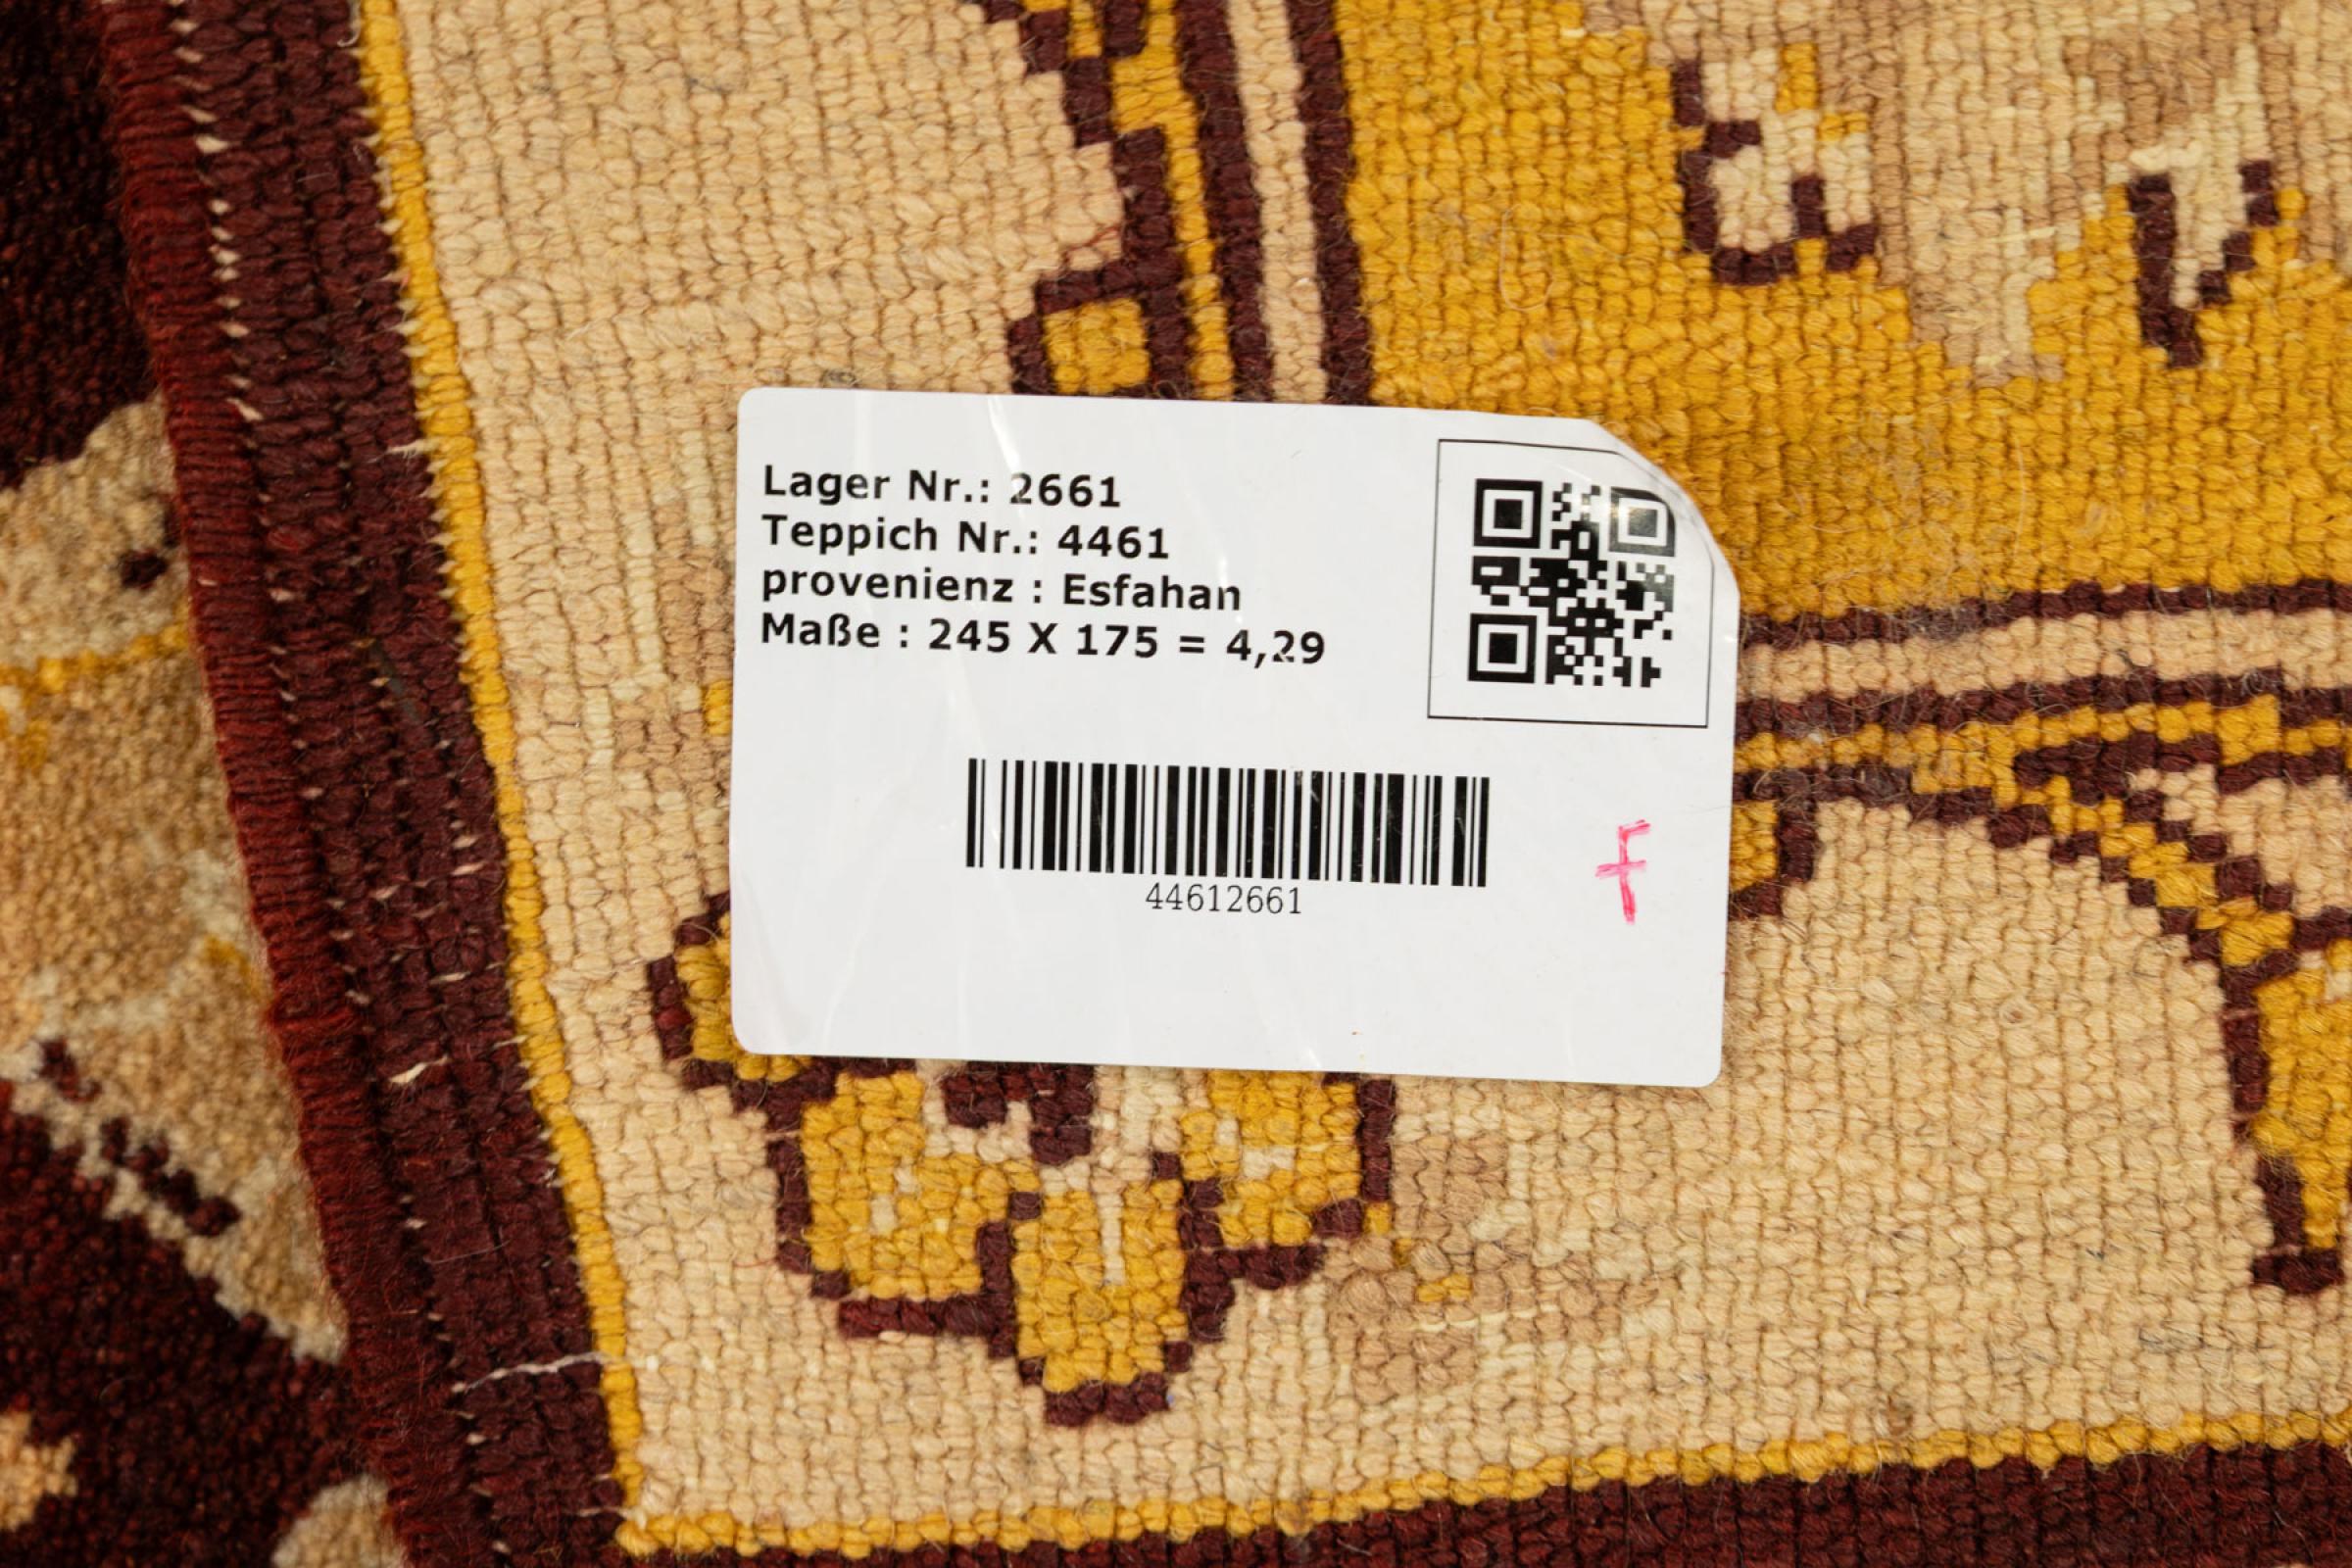 Lager Nr.: 2661
Teppich Nr.: 4461
provenienz : Esfahan
Maße : 245 X 175 = 4,29
44612661
F